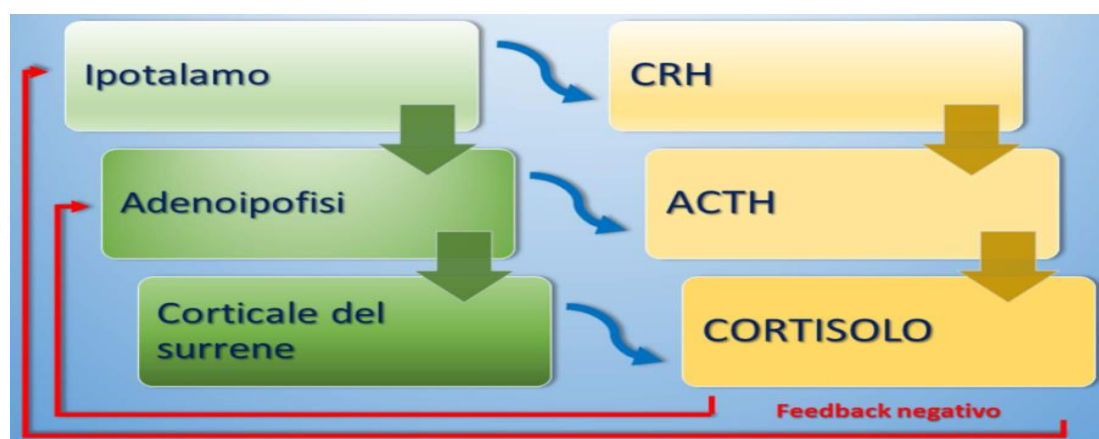 Ipotalamo
CRH
Adenoipofisi
ACTH
Corticale del
surrene
CORTISOLO
Feedback negativo